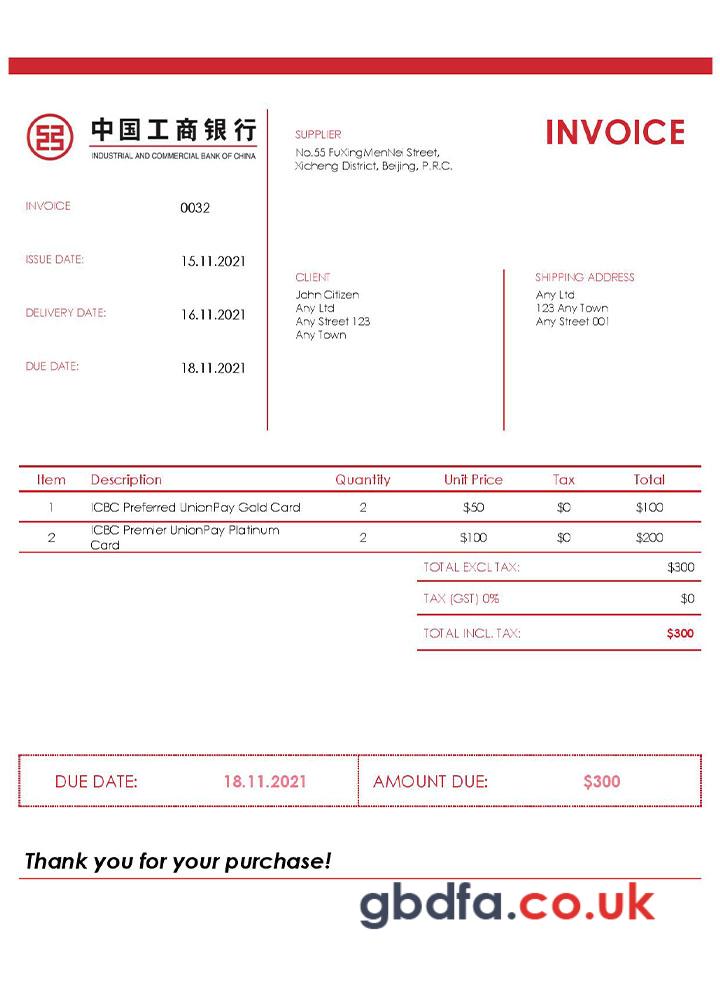 中国工商银行
INDUSTRIAL AND COMMERCIAL BANK OF CHINA
INVOICE 0032
ISSUE DATE: 15.11.2021
DELIVERY DATE: 16.11.2021
DUE DATE: 18.11.2021
SUPPLIER
No.55 FuXingMenNei Street,
Xicheng District, Beijing, P.R.C.
INVOICE
CLIENT
John Citizen
Any Ltd
Any Street 123
Any Town
SHIPPING ADDRESS
Any Ltd
123 Any Town
Any Street 001
Item Description Quantity Unit Price Tax Total
1 ICBC Preferred UnionPay Gold Card 2 $50 $0 $100
2 ICBC Premier UnionPay Platinum
Card 2 $100 $0 $200
TOTAL EXCL TAX: $300
TAX (GST) 0% $0
TOTAL INCL. TAX: $300
DUE DATE: 18.11.2021 AMOUNT DUE: $300
Thank you for your purchase!
gbdfa.co.uk